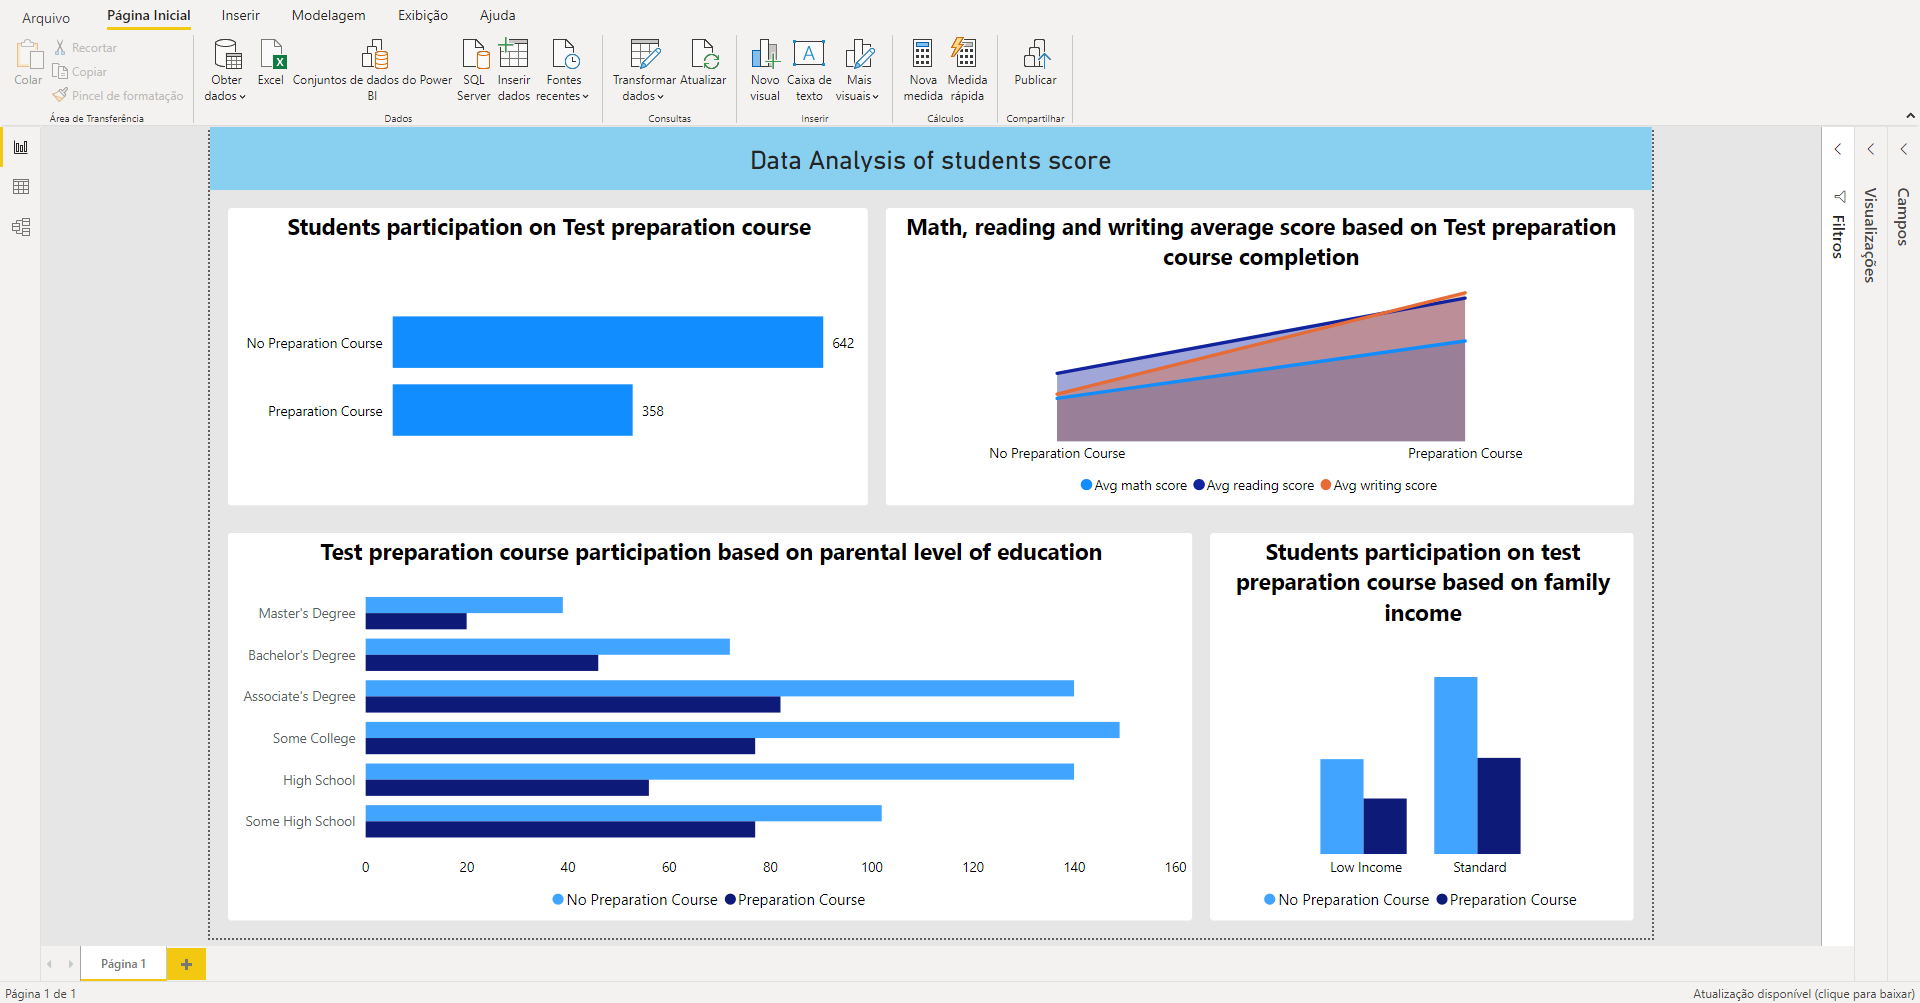 Arquivo
Página Inicial
Inserir
Modelagem
Exibição
Ajuda
Colar
Recortar
Copiar
Pincel de formatação
Área de Transferência
Obter dados
Excel
Conjuntos de dados do Power BI
SQL Server
Inserir dados
Fontes recentes
Dados
Transformar dados
Atualizar
Consultas
Novo visual
Caixa de texto
Mais visuais
Inserir
Nova medida
Medida rápida
Cálculos
Publicar
Compartilhar
Data Analysis of students score
Students participation on Test preparation course
No Preparation Course
642
Preparation Course
358
Math, reading and writing average score based on Test preparation
course completion
No Preparation Course
Preparation Course
Avg math score
Avg reading score
Avg writing score
Test preparation course participation based on parental level of education
Master's Degree
Bachelor's Degree
Associate's Degree
Some College
High School
Some High School
0 20 40 60 80 100 120 140 160
No Preparation Course
Preparation Course
Students participation on test
preparation course based on family
income
Low Income
Standard
No Preparation Course
Preparation Course
Filtros
Visualizações
Campos
Página 1
Página 1 de 1
Atualização disponível (clique para baixar)